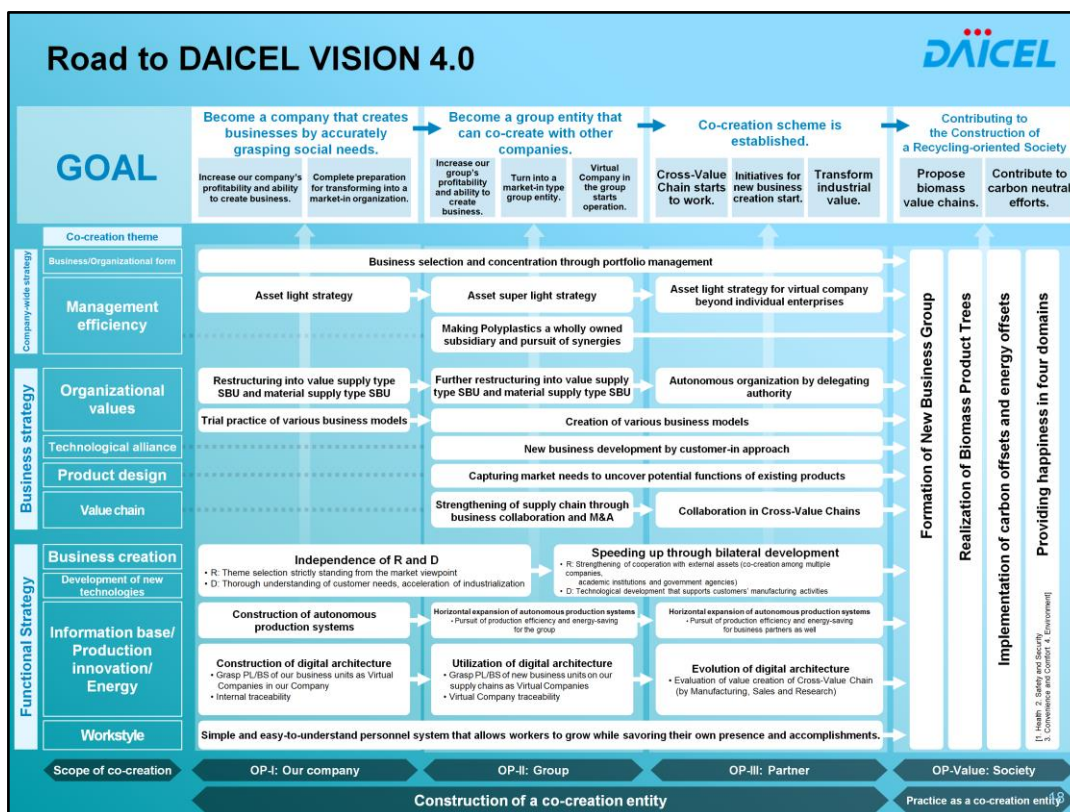 Road to DAICEL VISION 4.0
DAICEL
GOAL
Become a company that creates
businesses by accurately
grasping social needs.
Increase our company's
profitability and ability
to create business.
Complete preparation
for transforming into a
market-in organization.
Become a group entity that
can co-create with other
companies.
Increase our
group's
profitability
and ability to
create
business.
Turn into a
market-in type
group entity.
Virtual
Company in
the group
starts
operation.
Co-creation scheme is
established.
Cross-Value
Chain starts
to work.
Initiatives for
new business
creation start.
Transform
industrial
value.
Contributing to
the Construction of
a Recycling-oriented Society
Propose
biomass
value chains.
Contribute to
carbon neutral
efforts.
Co-creation theme
Company-wide strategy
Business/Organizational form
Business selection and concentration through portfolio management
Management
efficiency
Asset light strategy
Asset super light strategy
Asset light strategy for virtual company
beyond individual enterprises
Making Polyplastics a wholly owned
subsidiary and pursuit of synergies
Business strategy
Organizational
values
Restructuring into value supply type
SBU and material supply type SBU
Further restructuring into value supply
type SBU and material supply type SBU
Autonomous organization by delegating
authority
Trial practice of various business models
Creation of various business models
Technological alliance
New business development by customer-in approach
Product design
Capturing market needs to uncover potential functions of existing products
Value chain
Strengthening of supply chain through
business collaboration and M&A
Collaboration in Cross-Value Chains
Functional Strategy
Business creation
Development of new
technologies
Independence of R and D
• R: Theme selection strictly standing from the market viewpoint
• D: Thorough understanding of customer needs, acceleration of industrialization
Speeding up through bilateral development
• R: Strengthening of cooperation with external assets (co-creation among multiple
companies,
academic institutions and government agencies)
• D: Technological development that supports customers' manufacturing activities
Information base/
Production
innovation/
Energy
Construction of autonomous
production systems
Horizontal expansion of autonomous production systems
• Pursuit of production efficiency and energy-saving
for the group
Horizontal expansion of autonomous production systems
• Pursuit of production efficiency and energy-saving
for business partners as well
Construction of digital architecture
• Grasp PL/BS of our business units as Virtual
Companies in our Company
• Internal traceability
Utilization of digital architecture
• Grasp PL/BS of new business units on our
supply chains as Virtual Companies
• Virtual Company traceability
Evolution of digital architecture
• Evaluation of value creation of Cross-Value Chain
(by Manufacturing, Sales and Research)
Workstyle
Simple and easy-to-understand personnel system that allows workers to grow while savoring their own presence and accomplishments.
Formation of New Business Group
Realization of Biomass Product Trees
Implementation of carbon offsets and energy offsets
Providing happiness in four domains
[1. Health 2. Safety and Security
3. Convenience and Comfort 4. Environment]
Scope of co-creation
OP-I: Our company
OP-II: Group
OP-III: Partner
OP-Value: Society
Construction of a co-creation entity
Practice as a co-creation entity
18